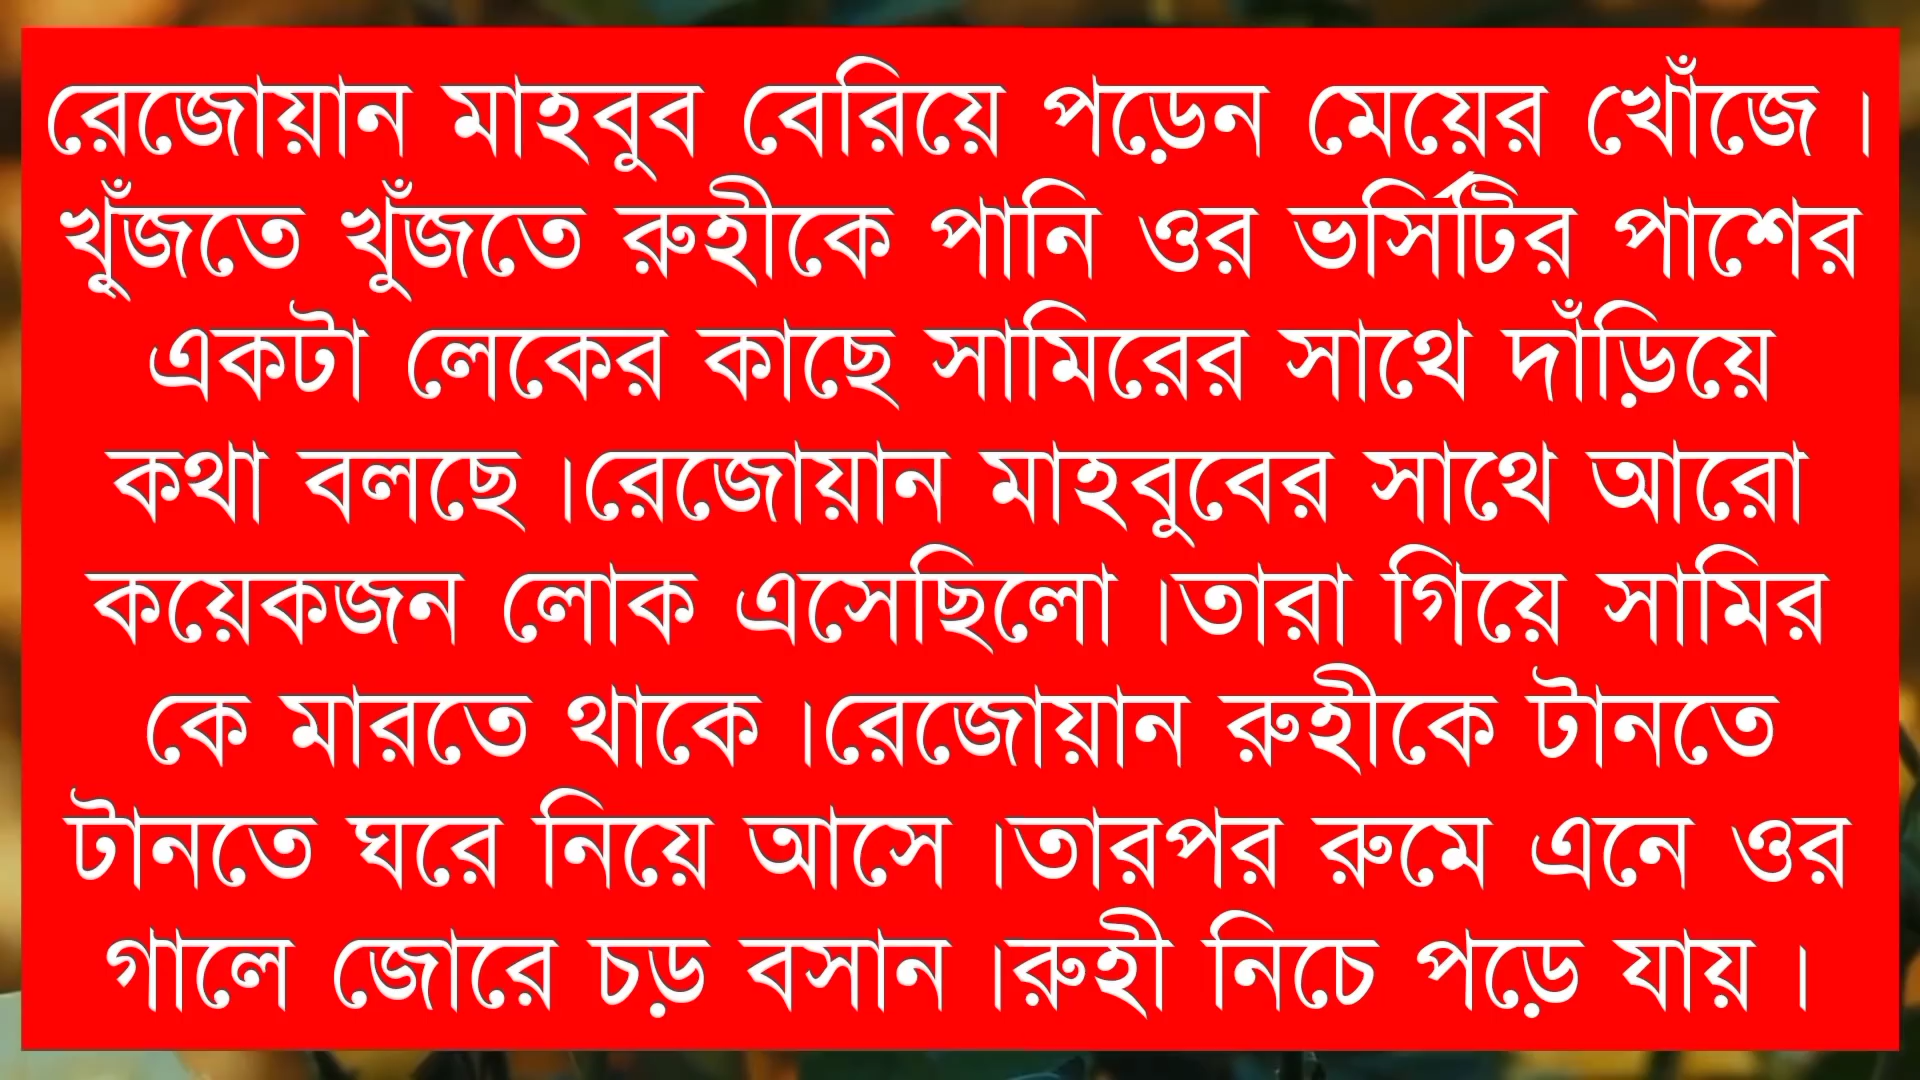 রেজোয়ান মাহবুব বেরিয়ে পড়েন মেয়ের খোঁজে ।
খুঁজতে খুঁজতে রুহীকে পানি ওর ভর্সিটির পাশের
একটা লেকের কাছে সামিরের সাথে দাঁড়িয়ে
কথা বলছে ।রেজোয়ান মাহবুবের সাথে আরো
কয়েকজন লোক এসেছিলো ।তারা গিয়ে সামির
কে মারতে থাকে ।রেজোয়ান রুহীকে টানতে
টানতে ঘরে নিয়ে আসে ।তারপর রুমে এনে ওর
গালে জোরে চড় বসান ।রুহী নিচে পড়ে যায় ।